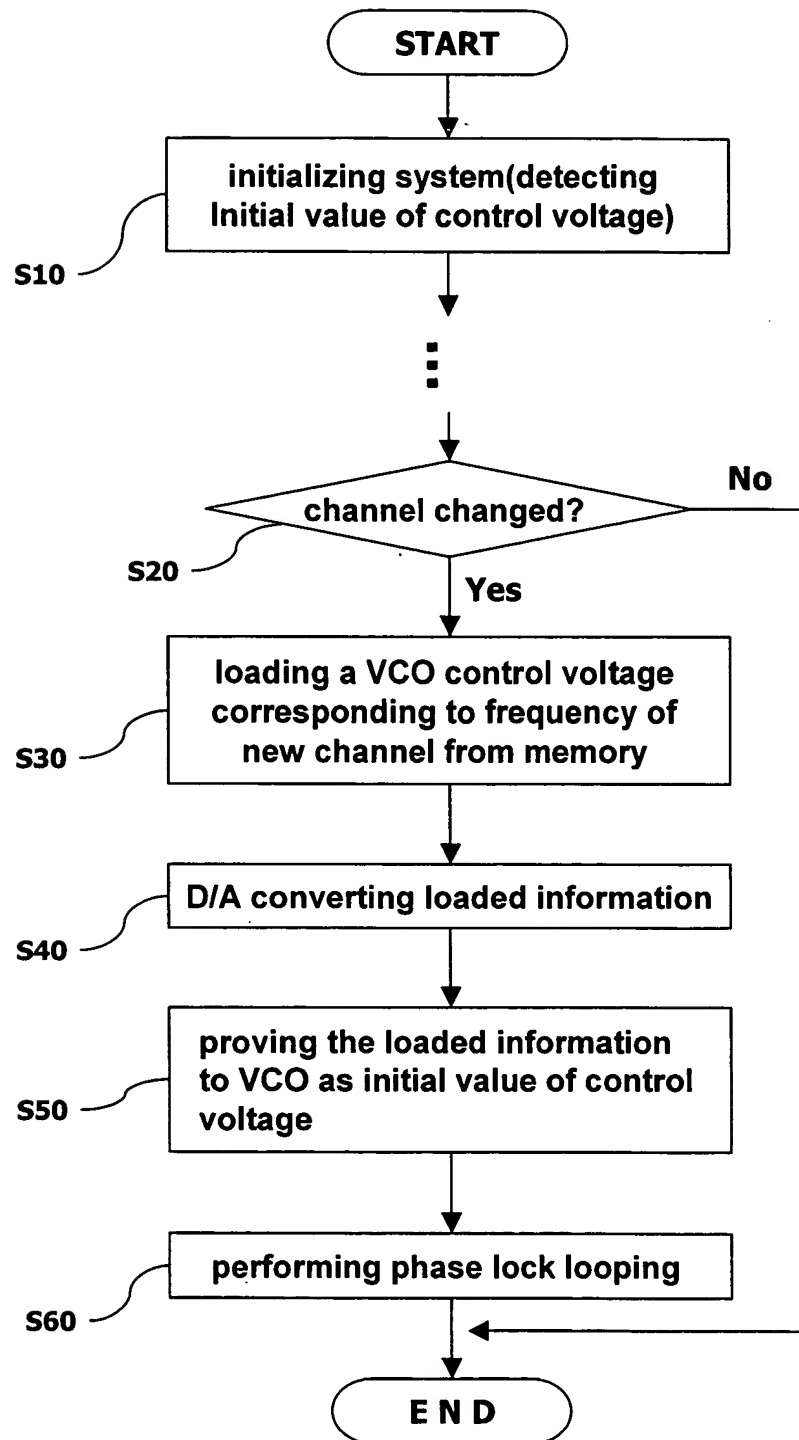 START
initializing system(detecting
Initial value of control voltage)
S10
channel changed?
No
S20
Yes
loading a VCO control voltage
corresponding to frequency of
new channel from memory
S30
D/A converting loaded information
S40
proving the loaded information
to VCO as initial value of control
voltage
S50
performing phase lock looping
S60
E N D